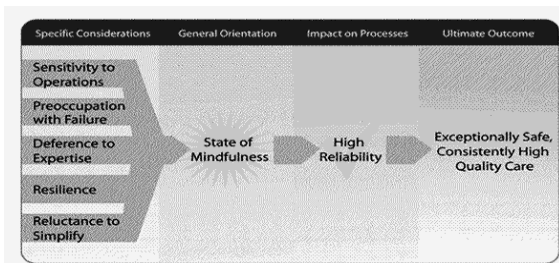 Specific Considerations
General Orientation
Impact on Processes
Ultimate Outcome
Sensitivity to
Operations
Preoccupation
with Failure
Deference to
Expertise
Resilience
Reluctance to
Simplify
State of
Mindfulness
High
Reliability
Exceptionally Safe,
Consistently High
Quality Care